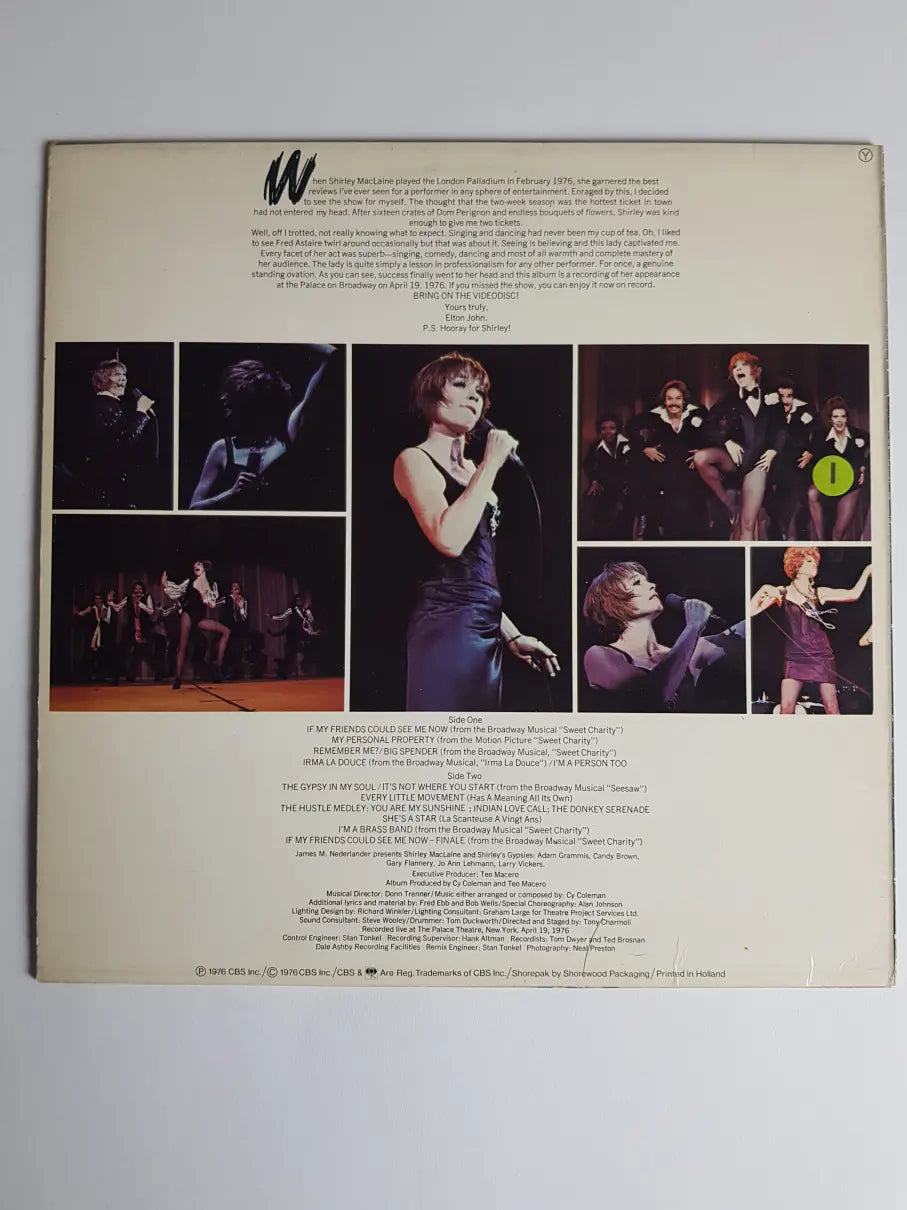 Y
When Shirley MacLaine played the London Palladium in February 1976, she garnered the best
reviews I've ever seen for a performer in any sphere of entertainment. Enraged by this, I decided
to see the show for myself. The thought that the two-week season was the hottest ticket in town
had not entered my head. After sixteen crates of Dom Perignon and endless bouquets of flowers, Shirley was kind
enough to give me two tickets.
Well, off I trotted, not really knowing what to expect. Singing and dancing had never been my cup of tea. Oh, I liked
to see Fred Astaire twirl around occasionally but that was about it. Seeing is believing and this lady captivated me.
Every facet of her act was superb—singing, comedy, dancing and most of all warmth and complete mastery of
her audience. The lady is quite simply a lesson in professionalism for any other performer. For once, a genuine
standing ovation. As you can see, success finally went to her head and this album is a recording of her appearance
at the Palace on Broadway on April 19, 1976. If you missed the show, you can enjoy it now on record.
BRING ON THE VIDEODISC!
Yours truly,
Elton John.
P.S. Hooray for Shirley!
I
Side One
IF MY FRIENDS COULD SEE ME NOW (from the Broadway Musical "Sweet Charity")
MY PERSONAL PROPERTY (from the Motion Picture "Sweet Charity")
REMEMBER ME?/BIG SPENDER (from the Broadway Musical, "Sweet Charity")
IRMA LA DOUCE (from the Broadway Musical, "Irma La Douce")/I'M A PERSON TOO
Side Two
THE GYPSY IN MY SOUL/IT'S NOT WHERE YOU START (from the Broadway Musical "Seesaw")
EVERY LITTLE MOVEMENT (Has A Meaning All Its Own)
THE HUSTLE MEDLEY: YOU ARE MY SUNSHINE ; INDIAN LOVE CALL; THE DONKEY SERENADE
SHE'S A STAR (La Scanteuse A Vingt Ans)
I'M A BRASS BAND (from the Broadway Musical "Sweet Charity")
IF MY FRIENDS COULD SEE ME NOW – FINALE (from the Broadway Musical "Sweet Charity")
James M. Nederlander presents Shirley MacLaine and Shirley's Gypsies: Adam Grammis, Candy Brown,
Gary Flannery, Jo Ann Lehmann, Larry Vickers.
Executive Producer: Teo Macero
Album Produced by Cy Coleman and Teo Macero
Musical Director: Donn Trenner/Music either arranged or composed by: Cy Coleman
Additional lyrics and material by: Fred Ebb and Bob Wells/Special Choreography: Alan Johnson
Lighting Design by: Richard Winkler/Lighting Consultant: Graham Large for Theatre Project Services Ltd.
Sound Consultant: Steve Wooley/Drummer: Tom Duckworth/Directed and Staged by: Tony Charmoli
Recorded live at The Palace Theatre, New York, April 19, 1976
Control Engineer: Stan Tonkel Recording Supervisor: Hank Altman Recordists: Tom Dwyer and Ted Brosnan
Dale Ashby Recording Facilities Remix Engineer: Stan Tonkel Photography: Neal Preston
℗ 1976 CBS Inc./© 1976 CBS Inc./CBS & Are Reg. Trademarks of CBS Inc./Shorepak by Shorewood Packaging/Printed in Holland